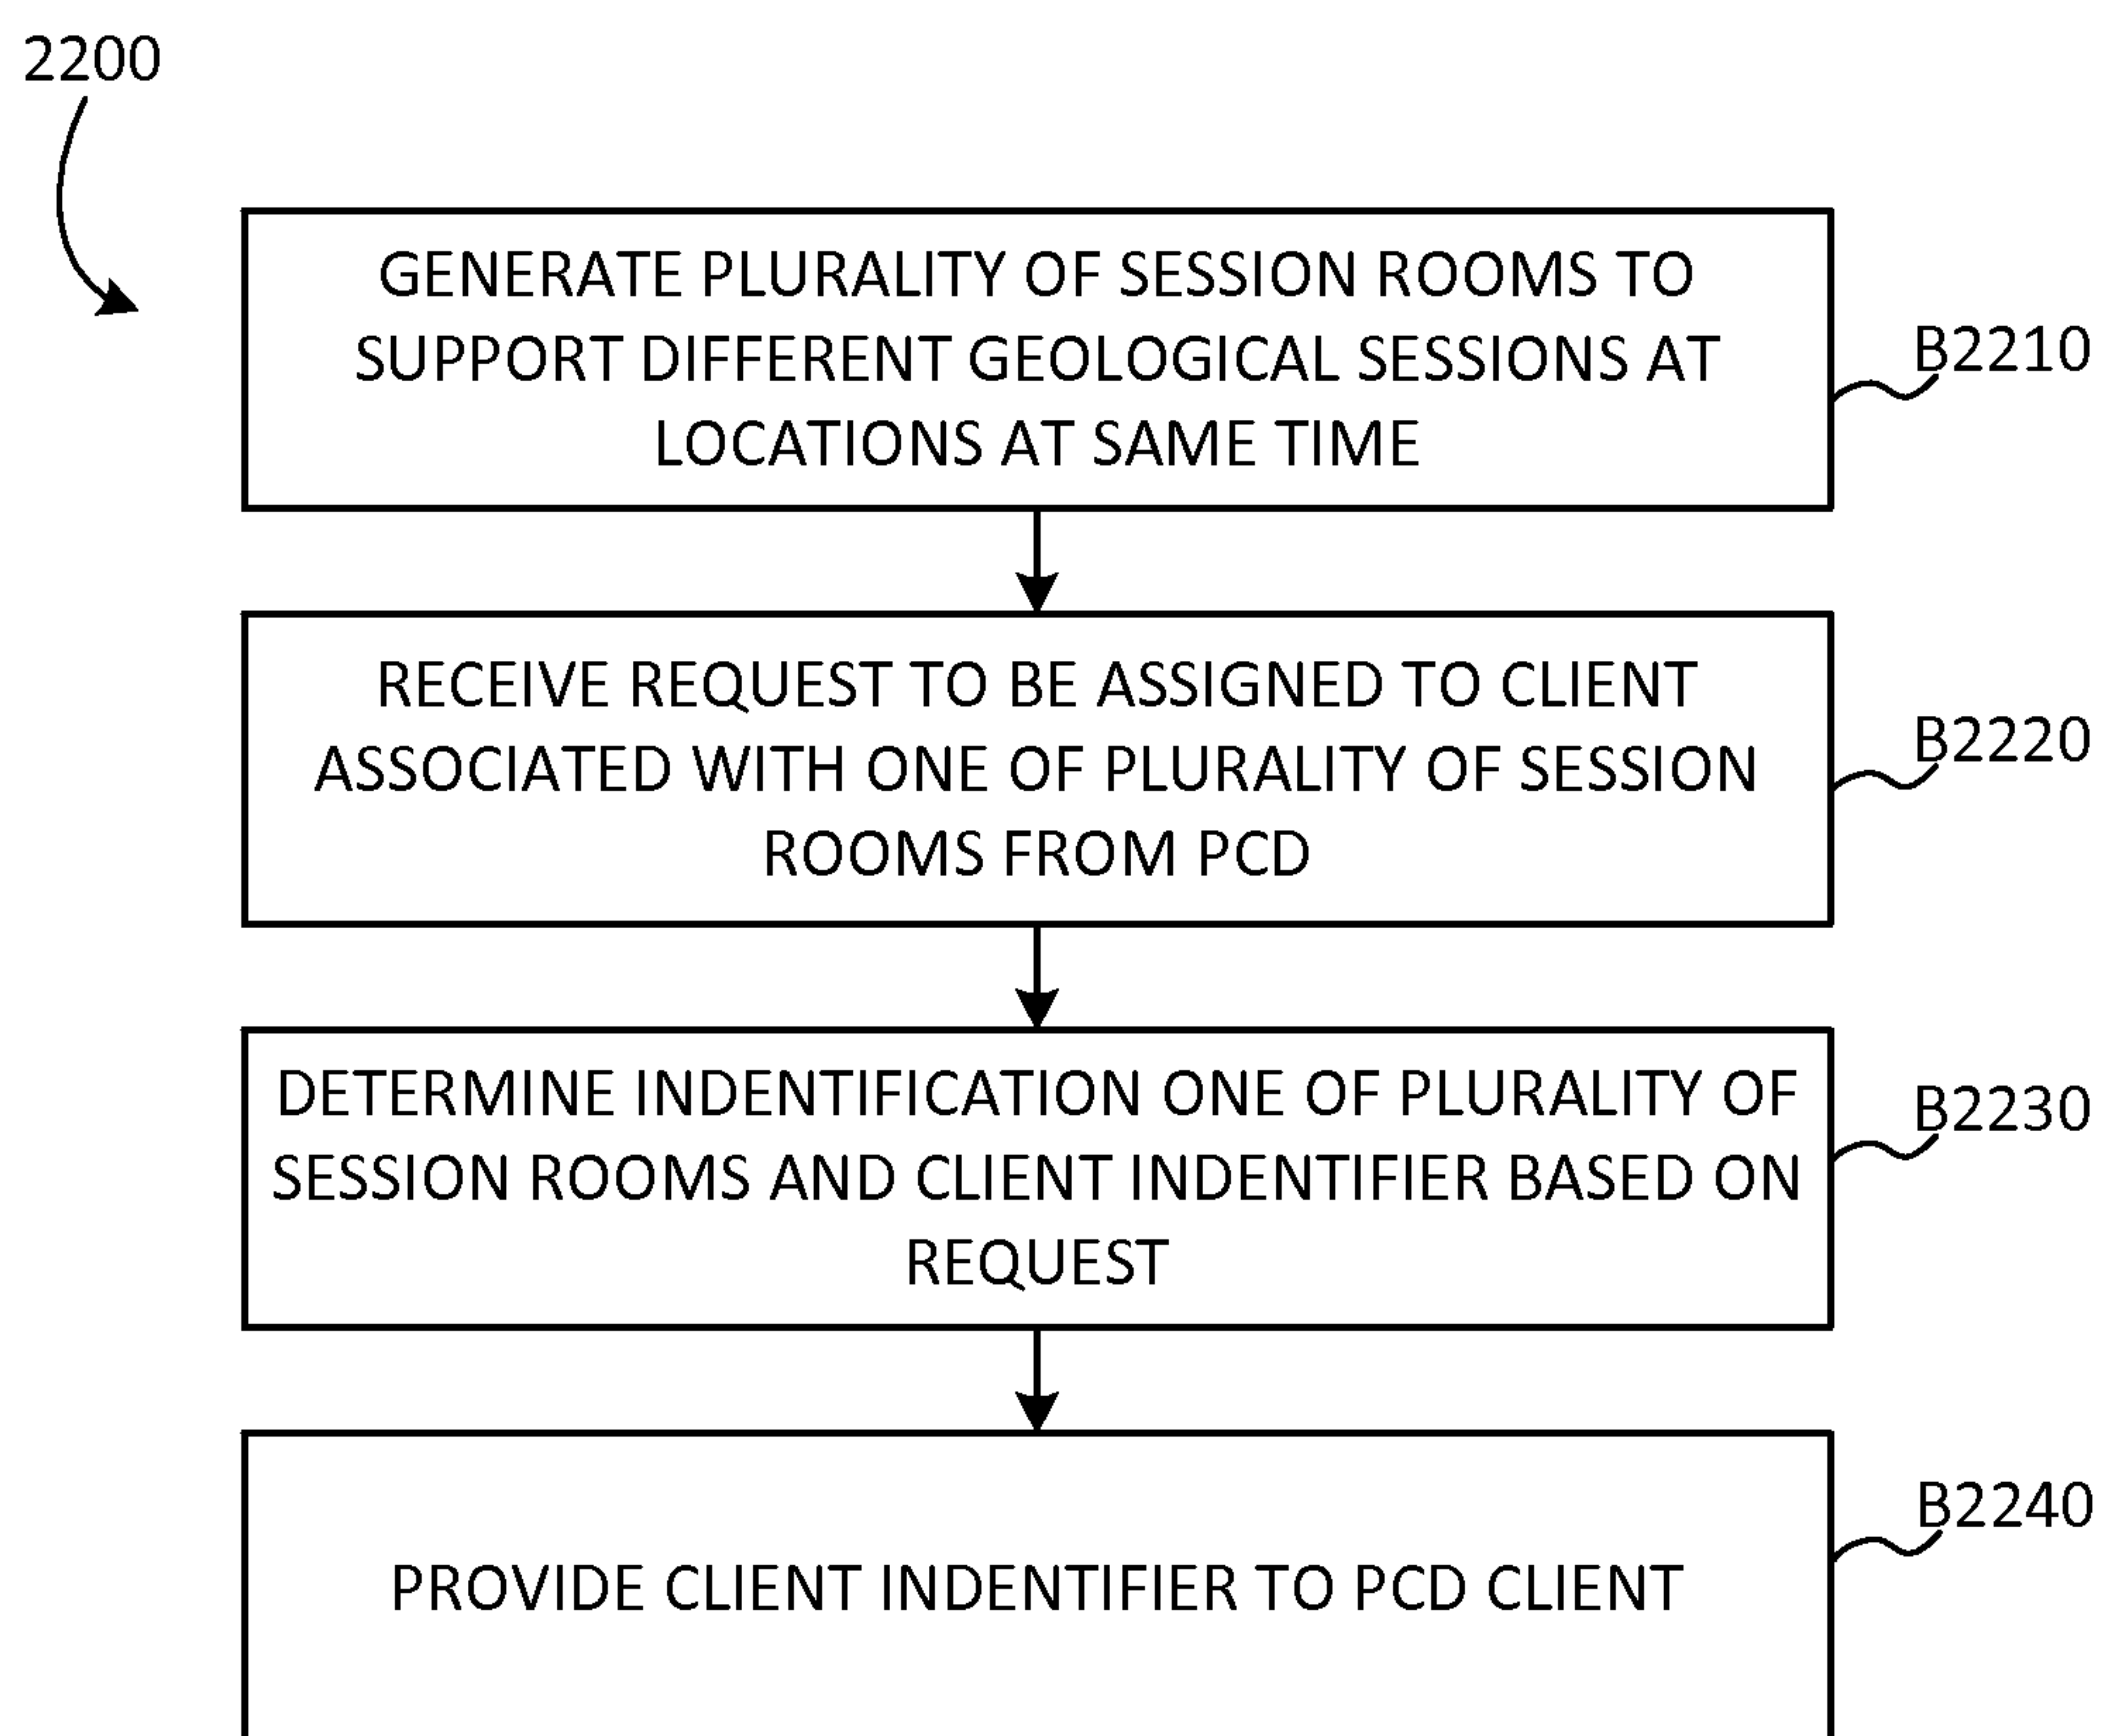 2200
GENERATE PLURALITY OF SESSION ROOMS TO
SUPPORT DIFFERENT GEOLOGICAL SESSIONS AT
LOCATIONS AT SAME TIME
B2210
RECEIVE REQUEST TO BE ASSIGNED TO CLIENT
ASSOCIATED WITH ONE OF PLURALITY OF SESSION
ROOMS FROM PCD
B2220
DETERMINE INDENTIFICATION ONE OF PLURALITY OF
SESSION ROOMS AND CLIENT INDENTIFIER BASED ON
REQUEST
B2230
PROVIDE CLIENT INDENTIFIER TO PCD CLIENT
B2240